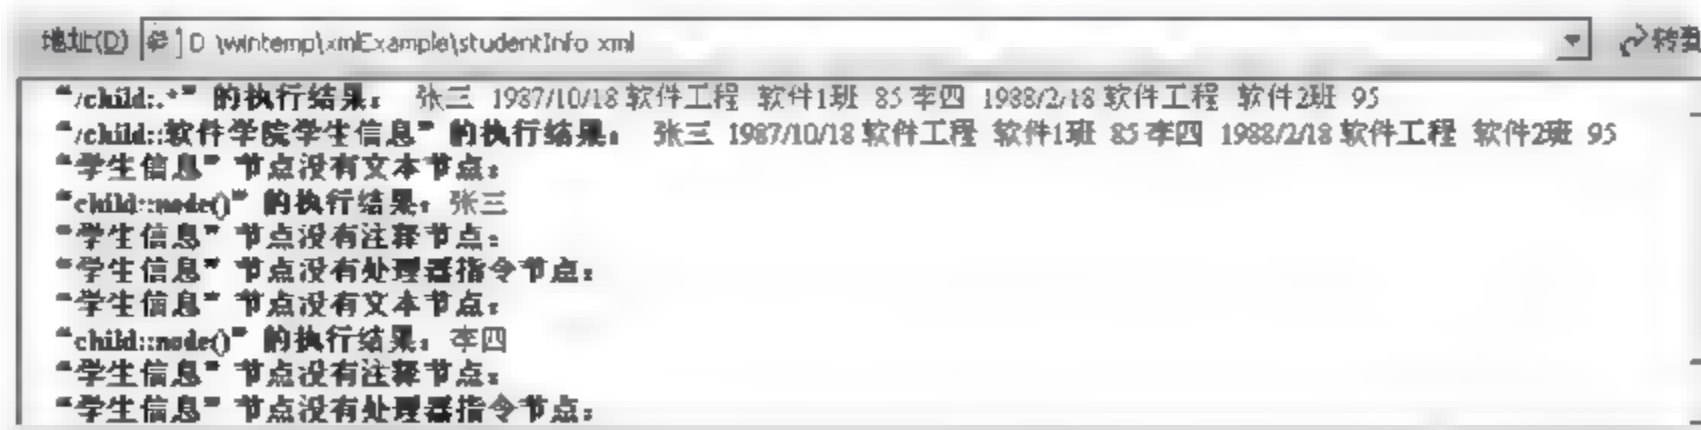 地址(D) D \wintemp\xmlExample\studentInfo xml 转到
“/child::*” 的执行结果： 张三 1987/10/18 软件工程 软件1班 85 李四 1988/2/18 软件工程 软件2班 95
“/child::软件学院学生信息” 的执行结果： 张三 1987/10/18 软件工程 软件1班 85 李四 1988/2/18 软件工程 软件2班 95
“学生信息” 节点没有文本节点：
“child::node()” 的执行结果：张三
“学生信息” 节点没有注释节点：
“学生信息” 节点没有处理器指令节点：
“学生信息” 节点没有文本节点：
“child::node()” 的执行结果：李四
“学生信息” 节点没有注释节点：
“学生信息” 节点没有处理器指令节点：